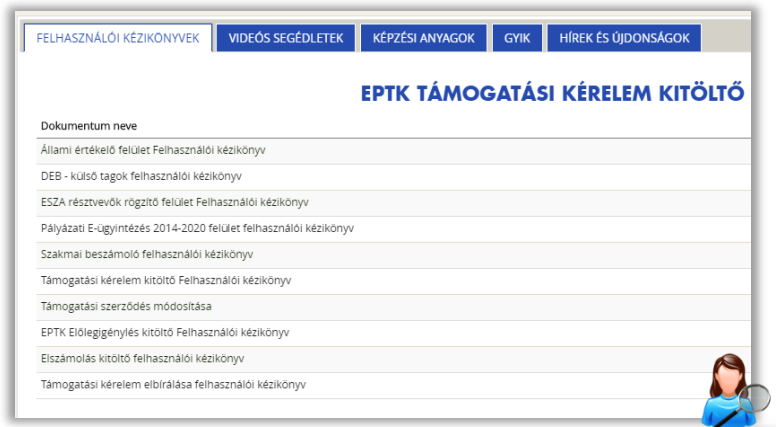 FELHASZNÁLÓI KÉZIKÖNYVEK VIDEÓS SEGÉDLETEK KÉPZÉSI ANYAGOK GYIK HÍREK ÉS ÚJDONSÁGOK
EPTK TÁMOGATÁSI KÉRELEM KITÖLTŐ
Dokumentum neve
Állami értékelő felület Felhasználói kézikönyv
DEB - külső tagok felhasználói kézikönyv
ESZA résztvevők rögzítő felület Felhasználói kézikönyv
Pályázati E-ügyintézés 2014-2020 felület felhasználói kézikönyv
Szakmai beszámoló felhasználói kézikönyv
Támogatási kérelem kitöltő Felhasználói kézikönyv
Támogatási szerződés módosítása
EPTK Előlegigénylés kitöltő Felhasználói kézikönyv
Elszámolás kitöltő felhasználói kézikönyv
Támogatási kérelem elbírálása felhasználói kézikönyv